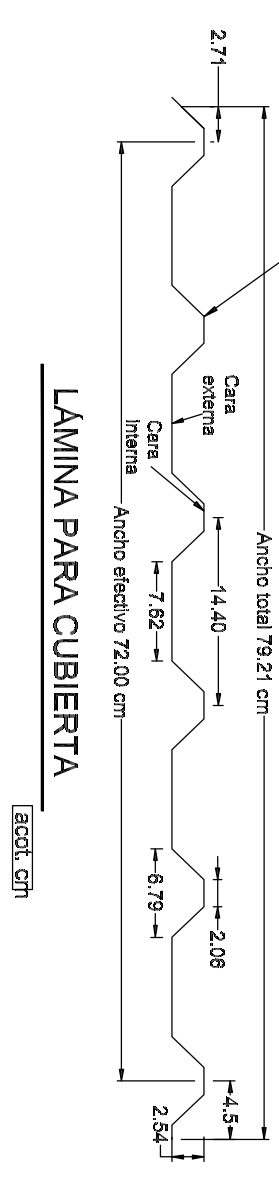 Ancho total 79.21 cm
2.71
14.40
2.06
4.5
Cara
externa
Cara
Interna
7.62
6.79
2.54
Ancho efectivo 72.00 cm
LÁMINA PARA CUBIERTA
acot. cm